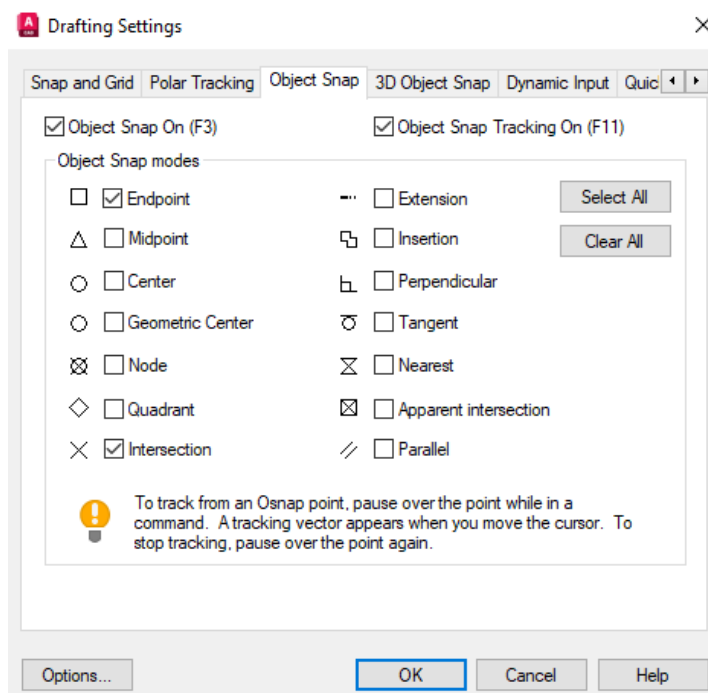 Drafting Settings
Snap and Grid Polar Tracking Object Snap 3D Object Snap Dynamic Input Quic
Object Snap On (F3) Object Snap Tracking On (F11)
Object Snap modes
Endpoint Extension Select All
Midpoint Insertion Clear All
Center Perpendicular
Geometric Center Tangent
Node Nearest
Quadrant Apparent intersection
Intersection Parallel
To track from an Osnap point, pause over the point while in a
command. A tracking vector appears when you move the cursor. To
stop tracking, pause over the point again.
Options... OK Cancel Help